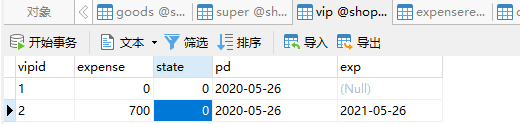 对象 goods @s... super @sh... vip @shop... expensere...
开始事务 文本 筛选 排序 导入 导出
vipid expense state pd exp
1 0 0 2020-05-26 (Null)
2 700 0 2020-05-26 2021-05-26